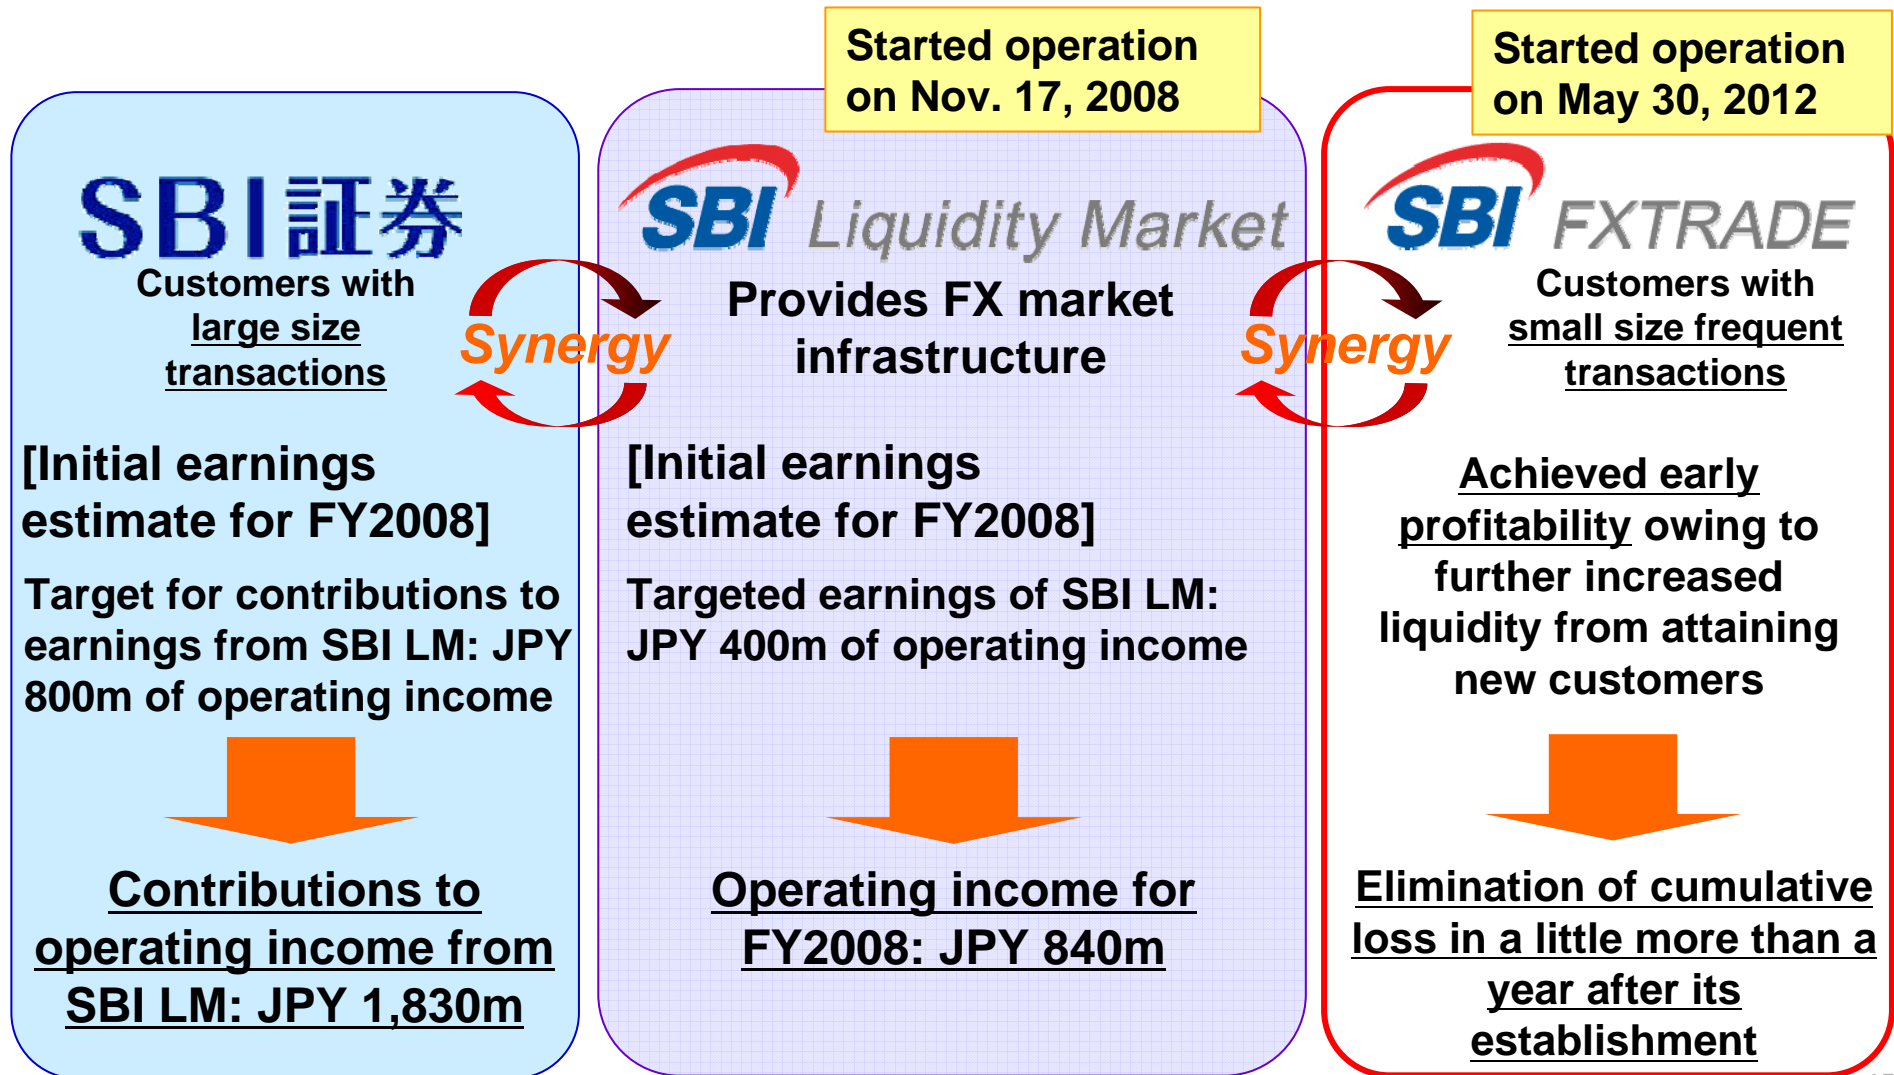 Started operation
on Nov. 17, 2008
Started operation
on May 30, 2012
SBI証券
Customers with
large size
transactions
Synergy
SBI Liquidity Market
Provides FX market
infrastructure
Synergy
SBI FXTRADE
Customers with
small size frequent
transactions
[Initial earnings
estimate for FY2008]
Target for contributions to
earnings from SBI LM: JPY
800m of operating income
Contributions to
operating income from
SBI LM: JPY 1,830m
[Initial earnings
estimate for FY2008]
Targeted earnings of SBI LM:
JPY 400m of operating income
Operating income for
FY2008: JPY 840m
Achieved early
profitability owing to
further increased
liquidity from attaining
new customers
Elimination of cumulative
loss in a little more than a
year after its
establishment